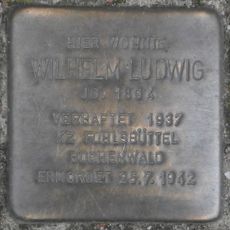 HIER WOHNTE
WILHELM LUDWIG
JG. 1894
VERHAFTET 1937
KZ FUHLSBÜTTEL
BUCHENWALD
ERMORDET 25.7.1942